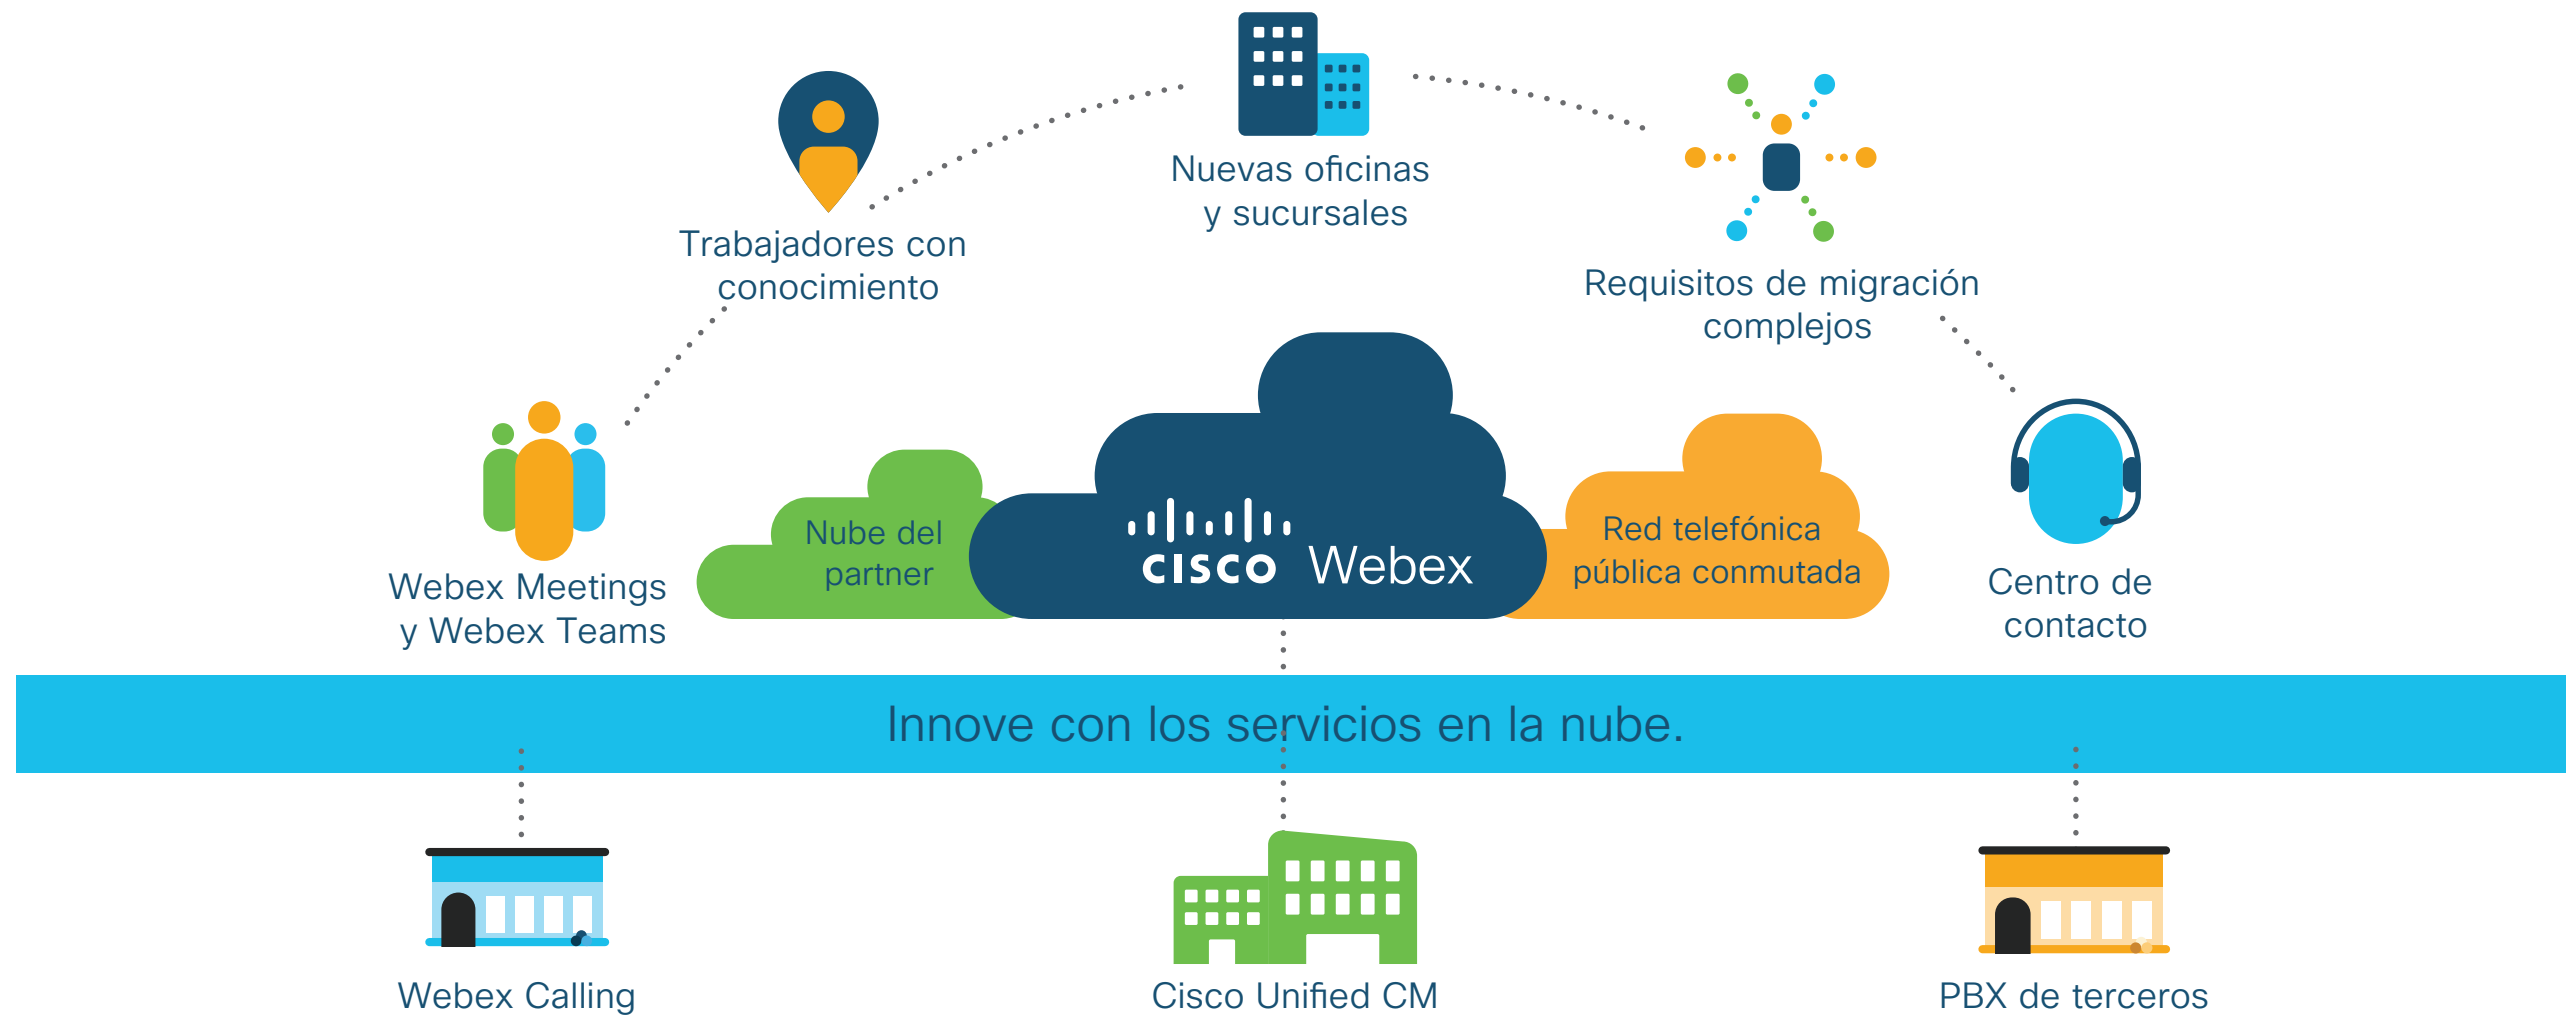 Nuevas oficinas
y sucursales
Trabajadores con
conocimiento
Requisitos de migración
complejos
Webex Meetings
y Webex Teams
Nube del
partner
CISCO Webex
Red telefónica
pública conmutada
Centro de
contacto
Innove con los servicios en la nube.
Webex Calling
Cisco Unified CM
PBX de terceros